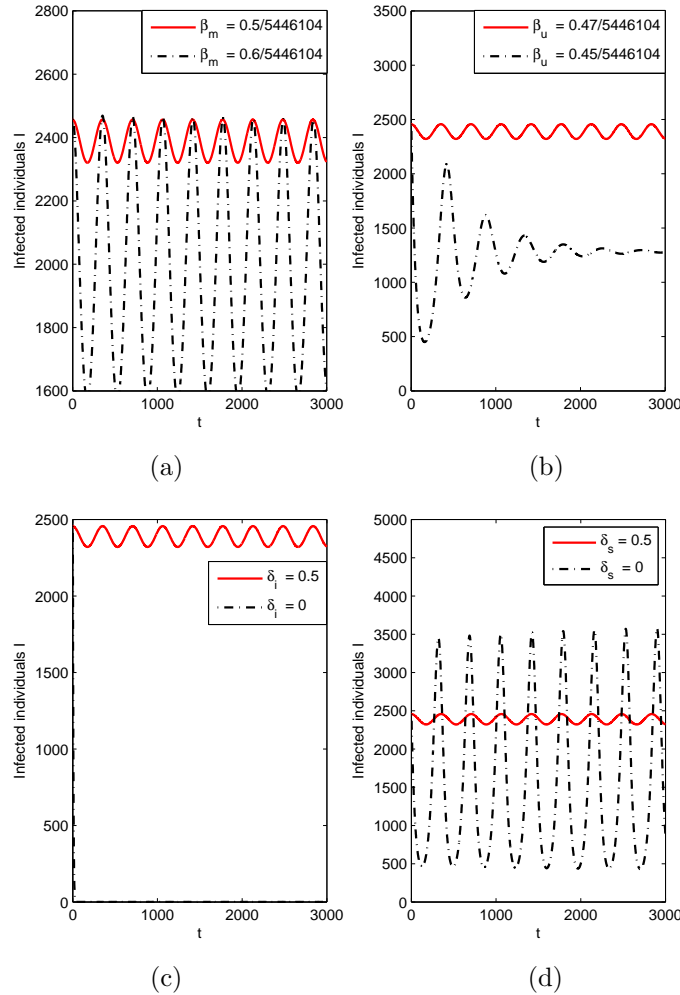 β_m = 0.5/5446104
β_m = 0.6/5446104
2800
2600
2400
2200
2000
1800
1600
Infected individuals I
0 1000 2000 3000
t
(a)
β_u = 0.47/5446104
β_u = 0.45/5446104
3500
3000
2500
2000
1500
1000
500
0
Infected individuals I
0 1000 2000 3000
t
(b)
δ_i = 0.5
δ_i = 0
2500
2000
1500
1000
500
0
Infected individuals I
0 1000 2000 3000
t
(c)
δ_s = 0.5
δ_s = 0
5000
4500
4000
3500
3000
2500
2000
1500
1000
500
0
Infected individuals I
0 1000 2000 3000
t
(d)